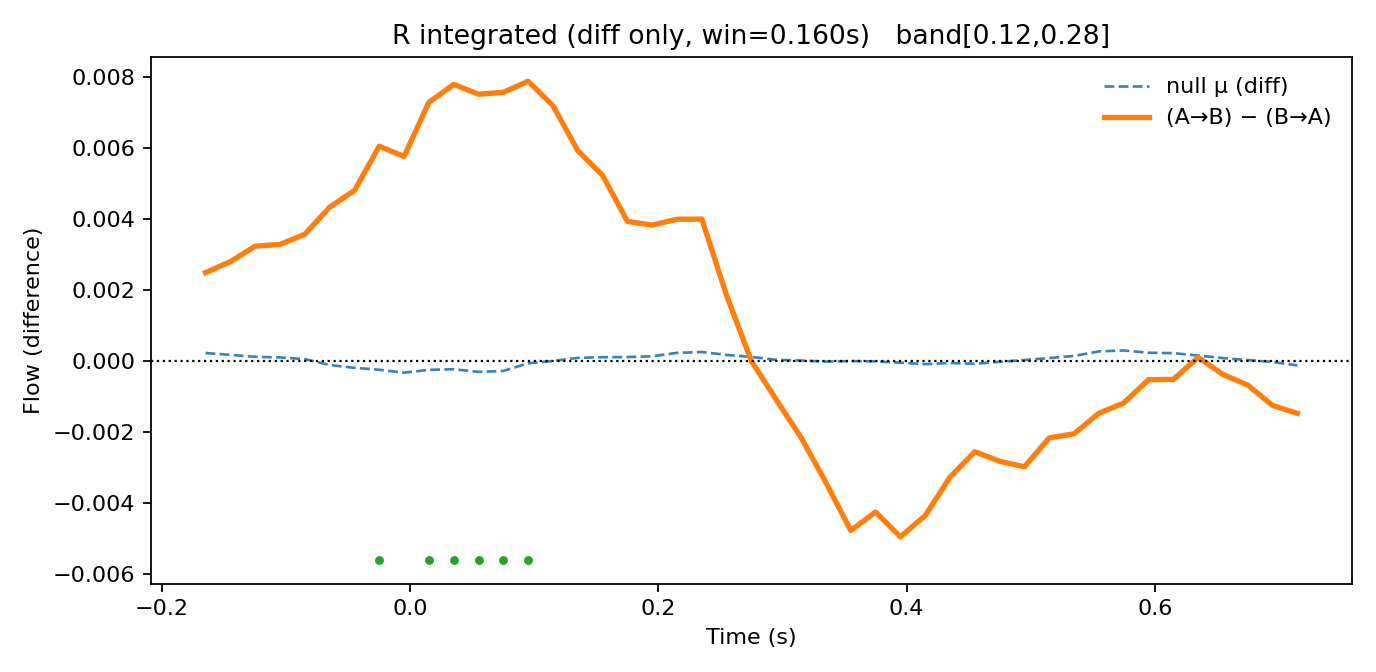 R integrated (diff only, win=0.160s)   band[0.12,0.28]
null μ (diff)
(A→B) − (B→A)
Flow (difference)
0.008
0.006
0.004
0.002
0.000
−0.002
−0.004
−0.006
−0.2
0.0
0.2
0.4
0.6
Time (s)